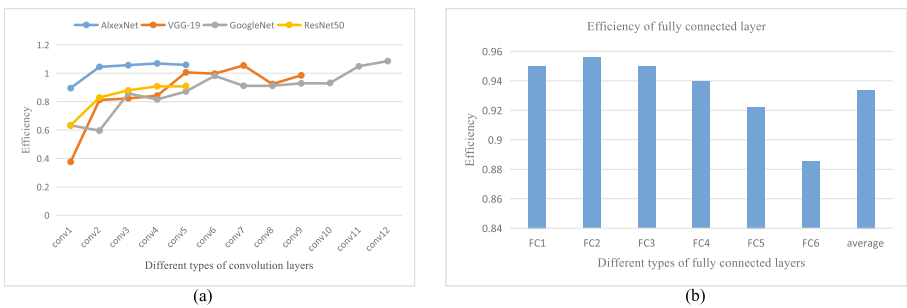 AlxexNet VGG-19 GoogleNet ResNet50
1.2
1
0.8
0.6
0.4
0.2
0
Efficiency
conv1 conv2 conv3 conv4 conv5 conv6 conv7 conv8 conv9 conv10 conv11 conv12
Different types of convolution layers
(a)
Efficiency of fully connected layer
0.96
0.94
0.92
0.9
0.88
0.86
0.84
Efficiency
FC1 FC2 FC3 FC4 FC5 FC6 average
Different types of fully connected layers
(b)